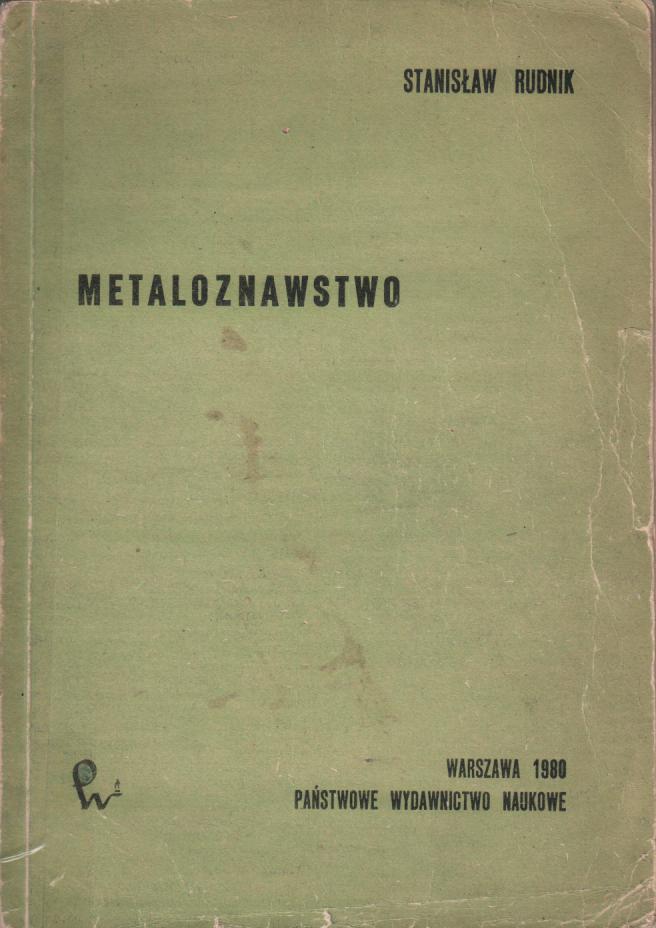 STANISŁAW RUDNIK
METALOZNAWSTWO
WARSZAWA 1980
PAŃSTWOWE WYDAWNICTWO NAUKOWE